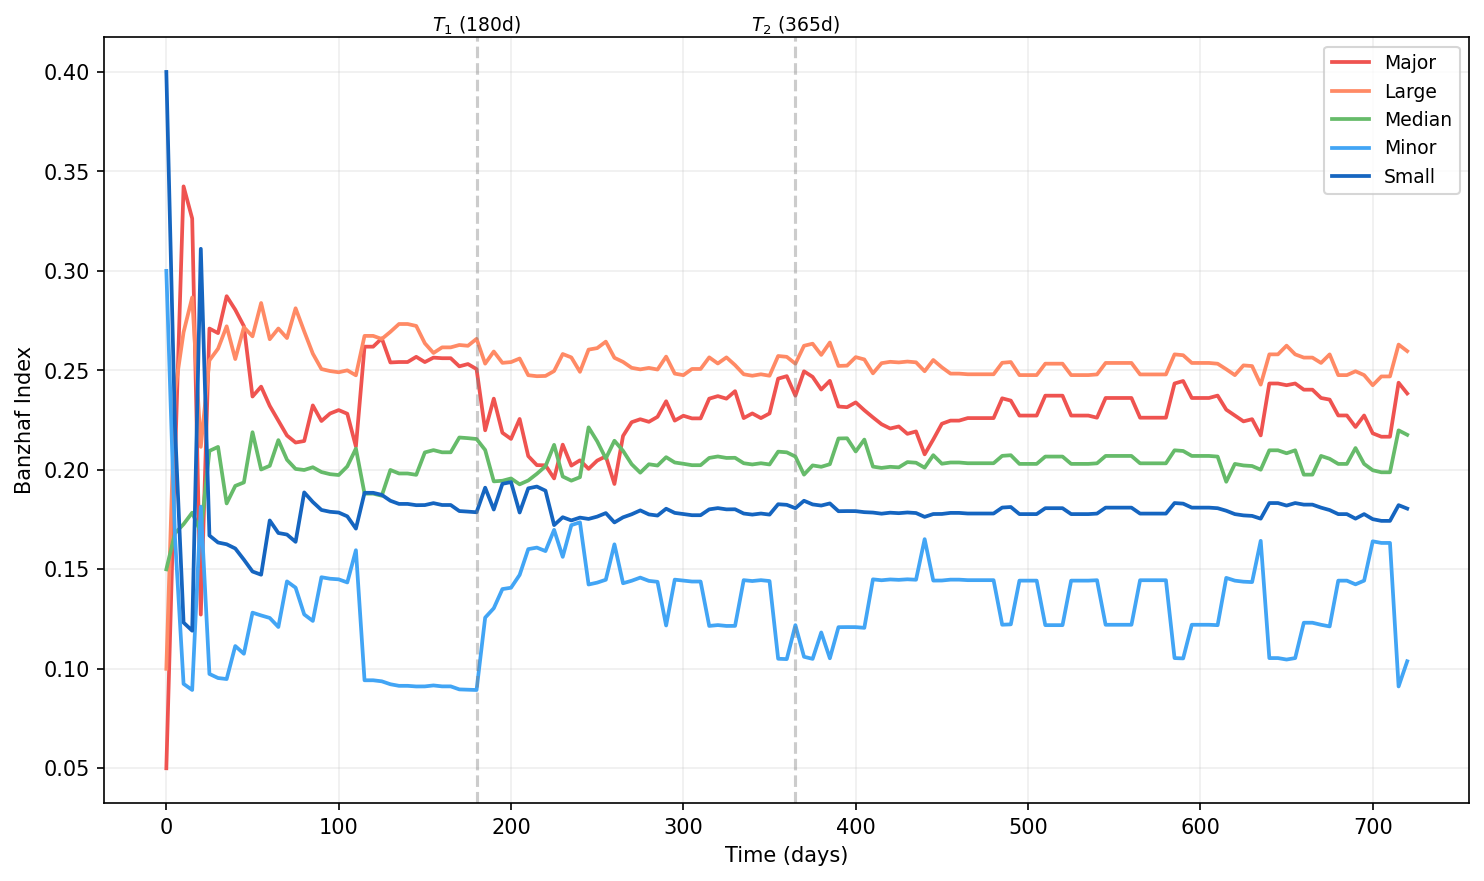 T₁ (180d) T₂ (365d)
Major
Large
Median
Minor
Small
Banzhaf Index
0.40
0.35
0.30
0.25
0.20
0.15
0.10
0.05
0 100 200 300 400 500 600 700
Time (days)